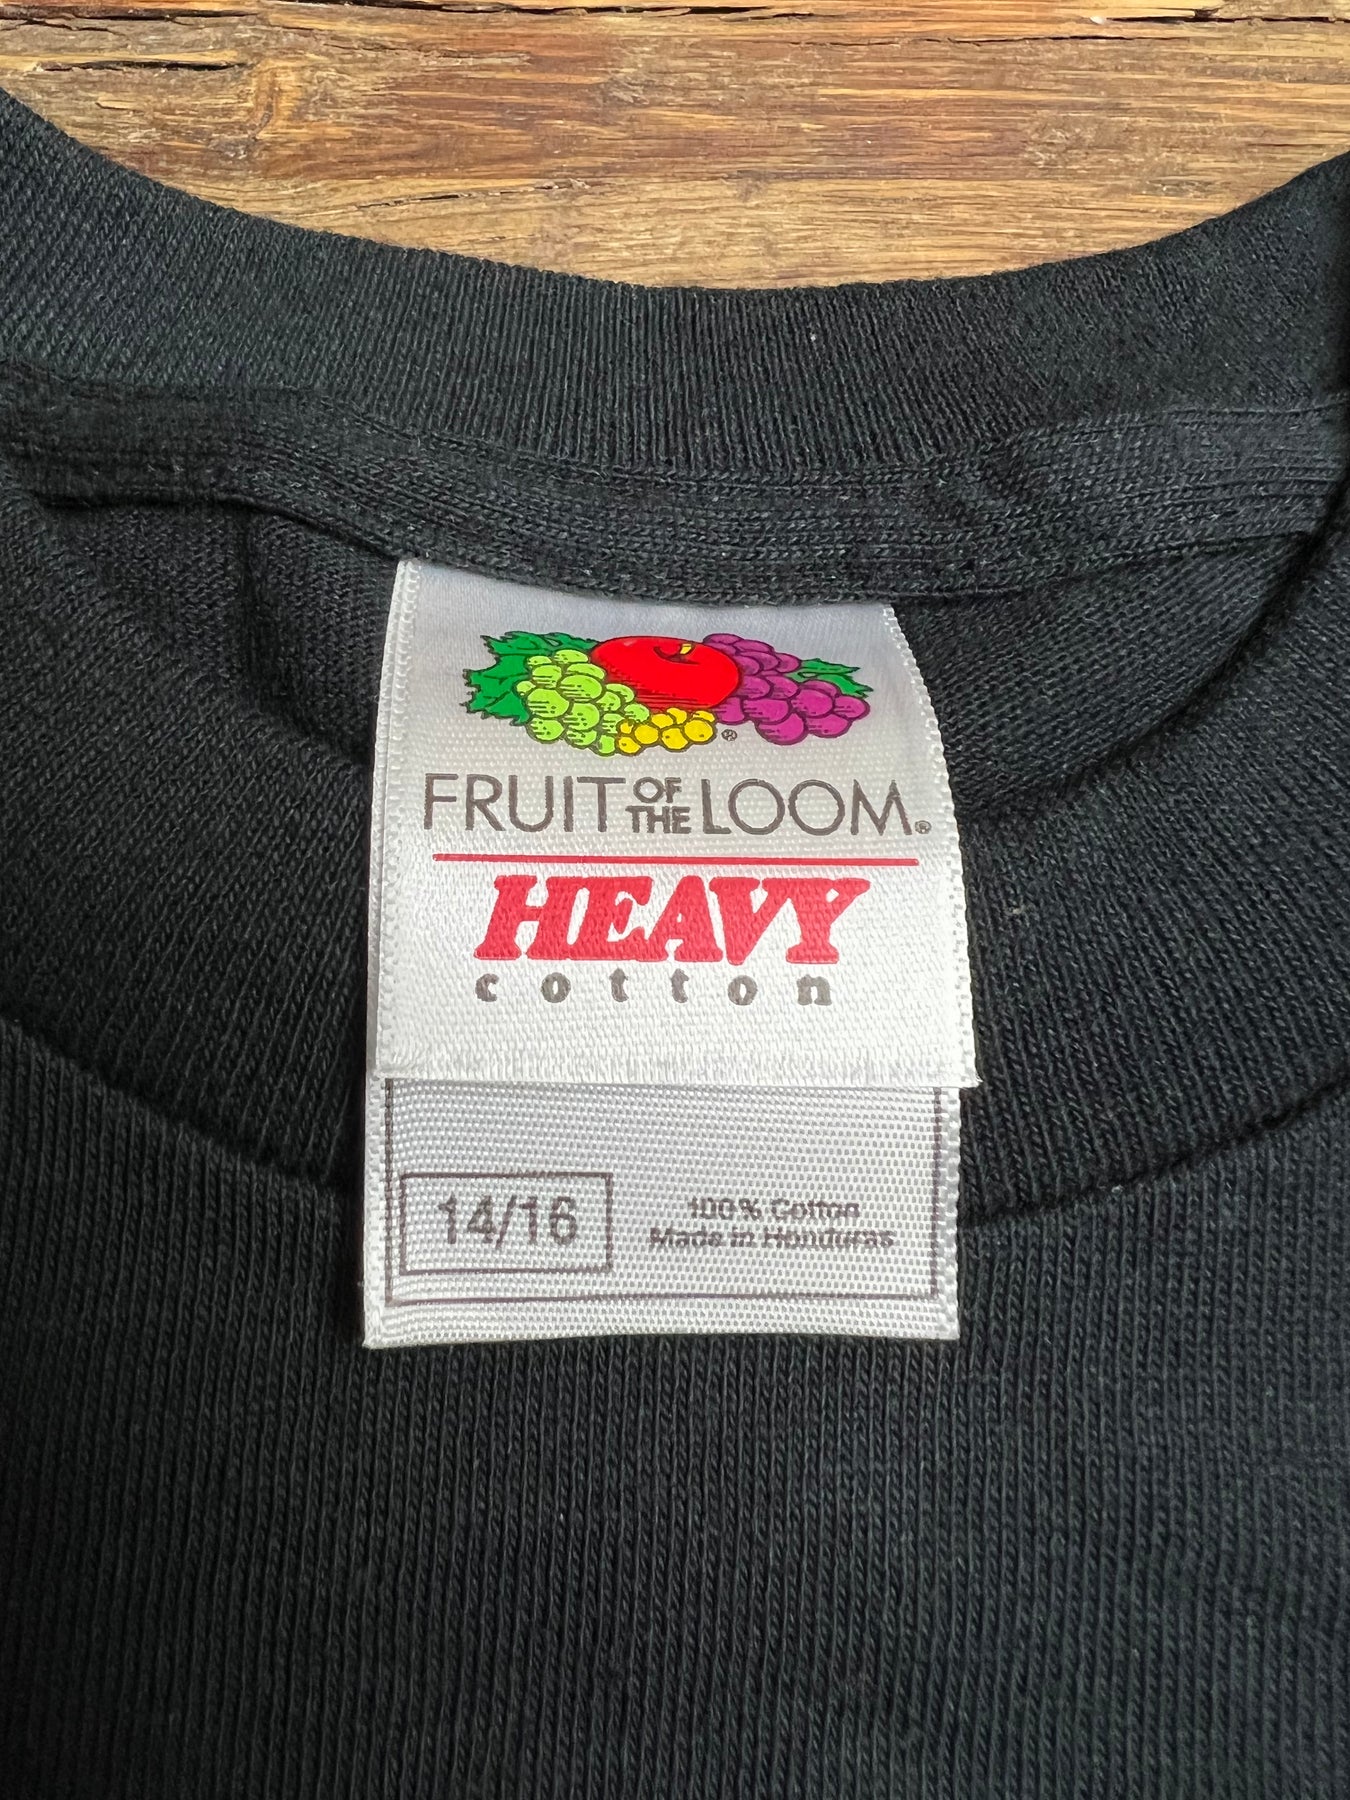 FRUIT OF THE LOOM®
HEAVY
cotton
14/16
100% Cotton
Made in Honduras